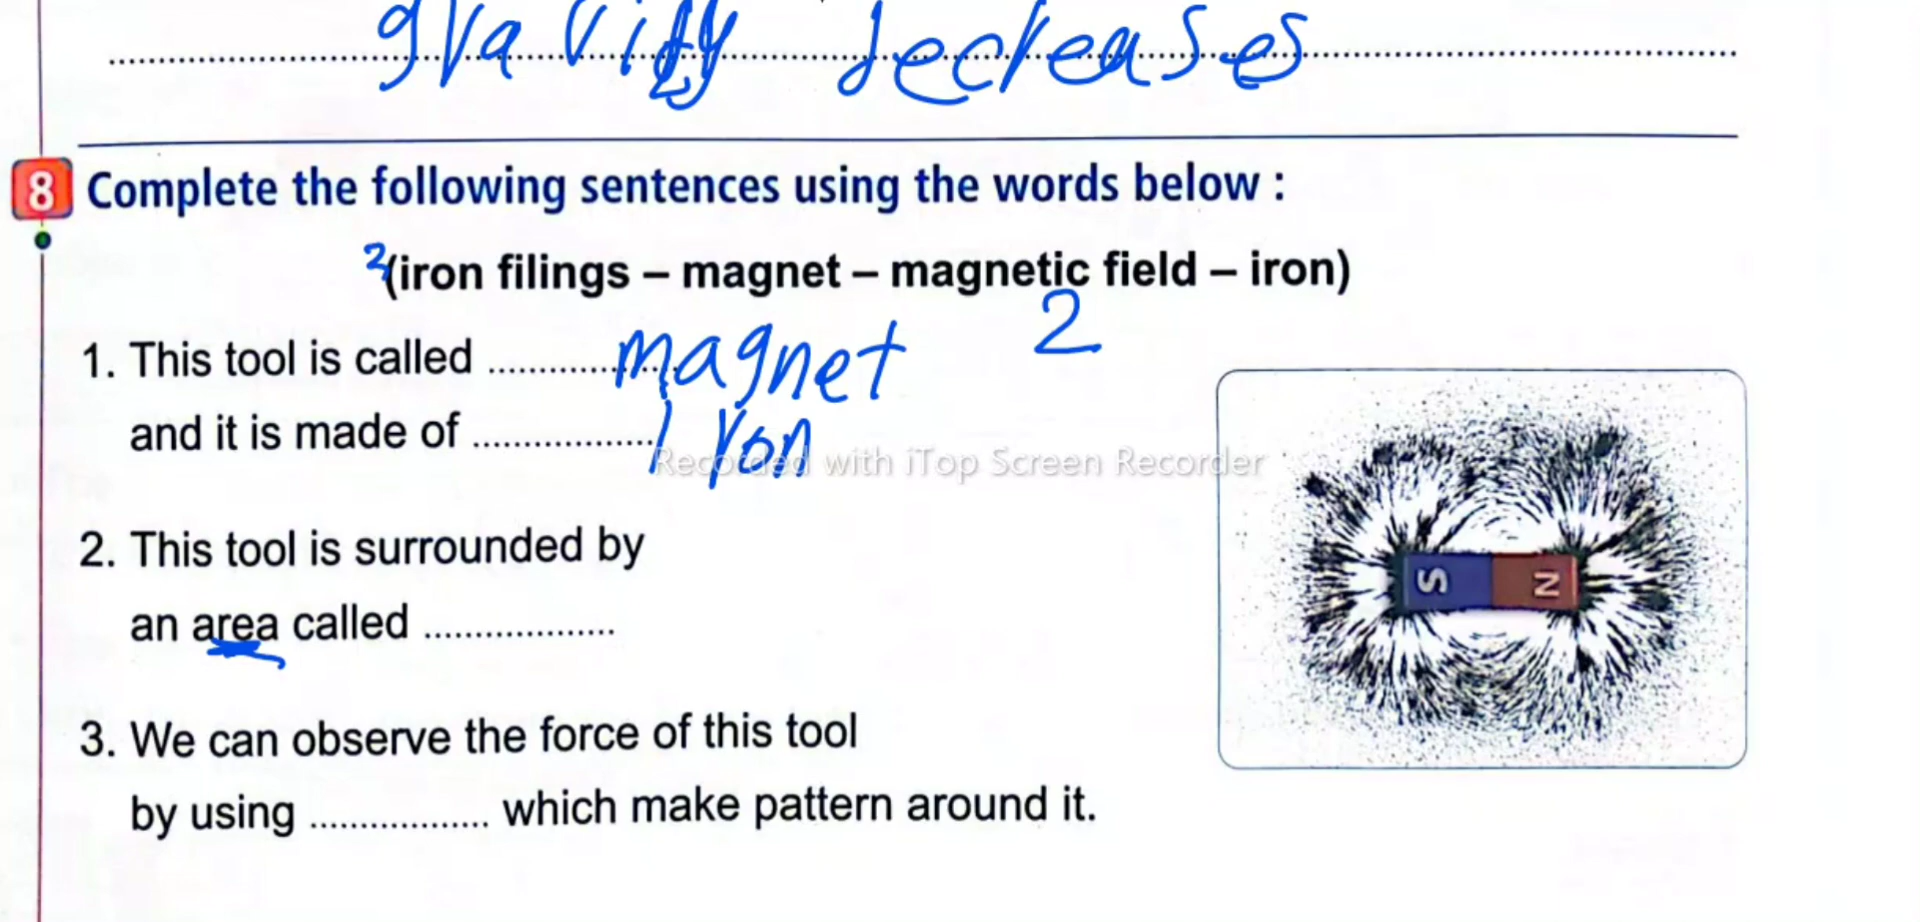 gravity decreases
8 Complete the following sentences using the words below :
2 (iron filings – magnet – magnetic field – iron)
2
1. This tool is called .................. magnet
and it is made of .................. Iron
Recorded with iTop Screen Recorder
2. This tool is surrounded by
an area called ..................
3. We can observe the force of this tool
by using .................. which make pattern around it.
S N